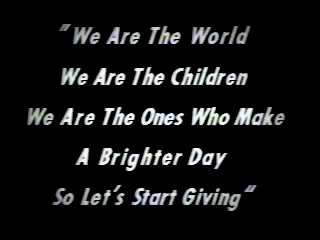 "We Are The World
We Are The Children
We Are The Ones Who Make
A Brighter Day
So Let's Start Giving"